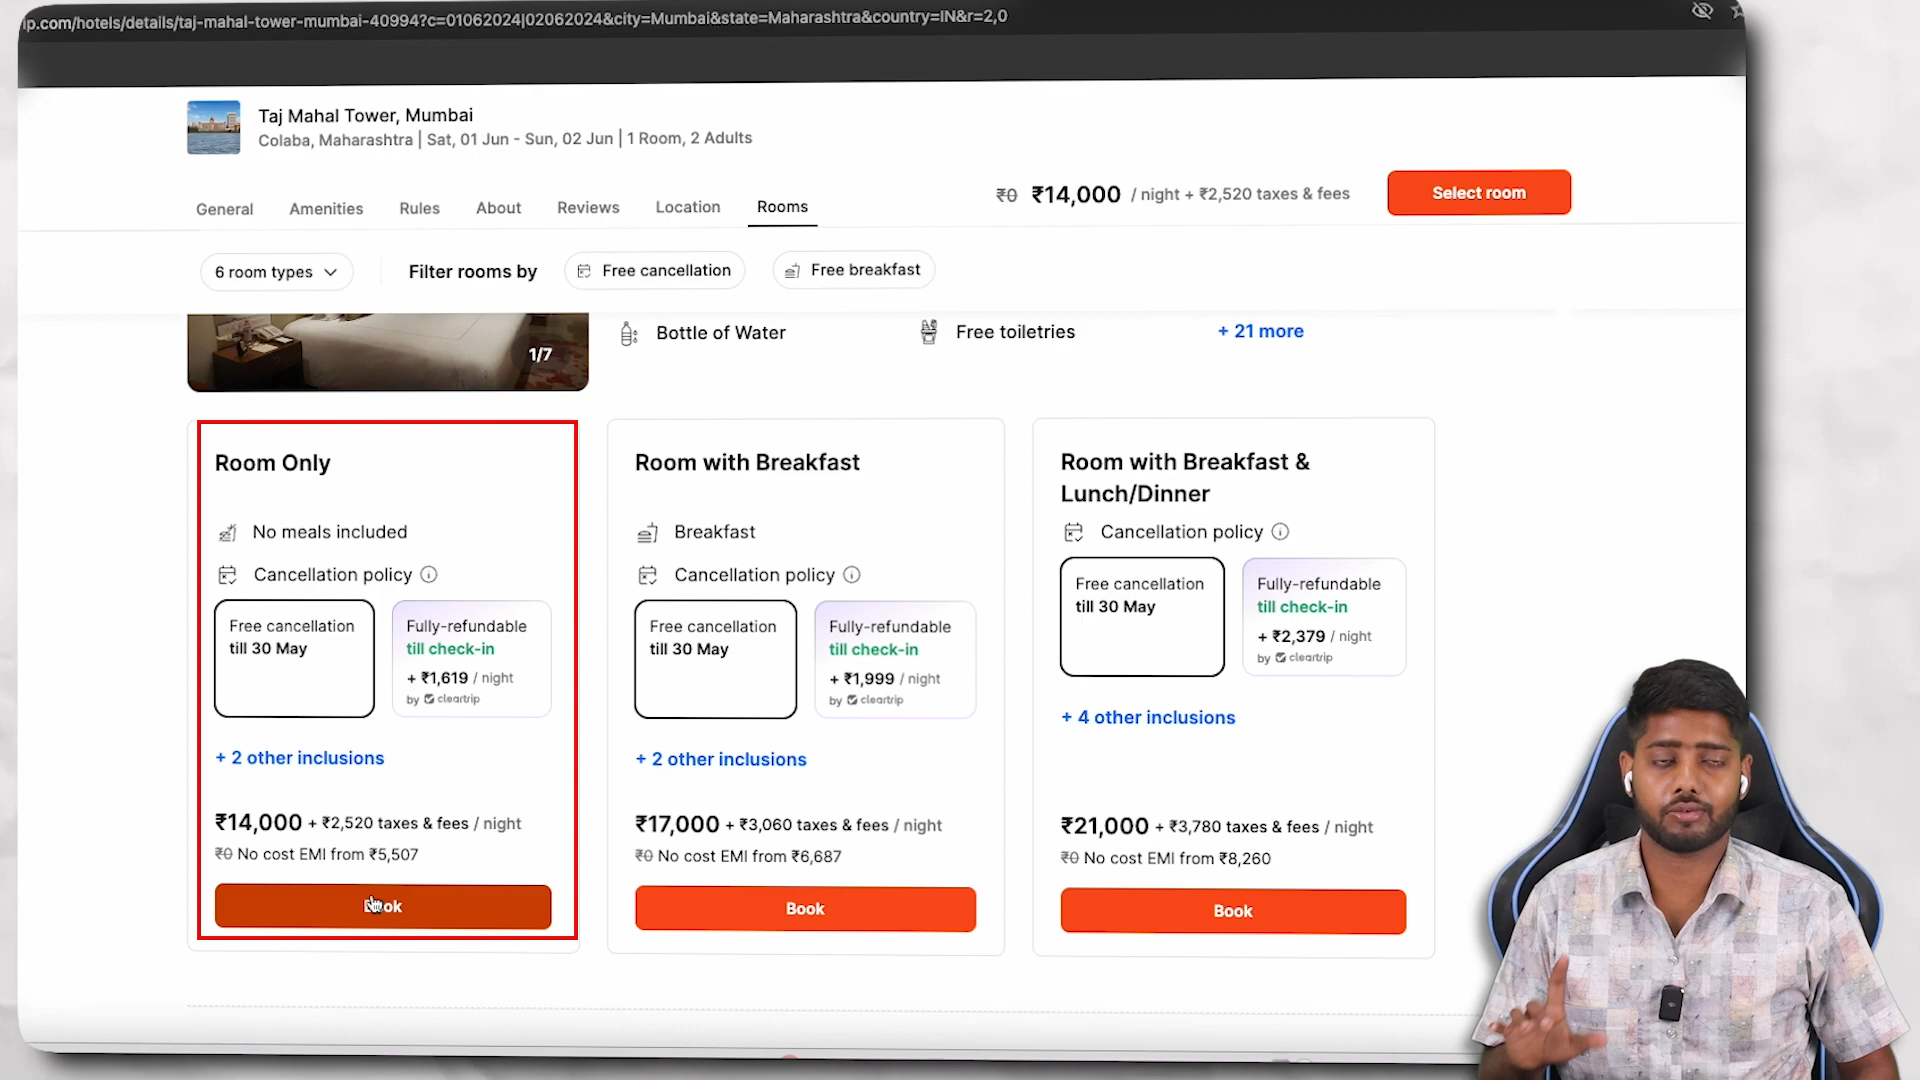 ip.com/hotels/details/taj-mahal-tower-mumbai-40994?c=01062024|02062024&city=Mumbai&state=Maharashtra&country=IN&r=2,0
Taj Mahal Tower, Mumbai
Colaba, Maharashtra | Sat, 01 Jun - Sun, 02 Jun | 1 Room, 2 Adults
General Amenities Rules About Reviews Location Rooms
₹0 ₹14,000 / night + ₹2,520 taxes & fees
Select room
6 room types
Filter rooms by
Free cancellation
Free breakfast
1/7
Bottle of Water
Free toiletries
+ 21 more
Room Only
No meals included
Cancellation policy
Free cancellation
till 30 May
Fully-refundable
till check-in
+ ₹1,619 / night
by cleartrip
+ 2 other inclusions
₹14,000 + ₹2,520 taxes & fees / night
₹0 No cost EMI from ₹5,507
Book
Room with Breakfast
Breakfast
Cancellation policy
Free cancellation
till 30 May
Fully-refundable
till check-in
+ ₹1,999 / night
by cleartrip
+ 2 other inclusions
₹17,000 + ₹3,060 taxes & fees / night
₹0 No cost EMI from ₹6,687
Book
Room with Breakfast &
Lunch/Dinner
Cancellation policy
Free cancellation
till 30 May
Fully-refundable
till check-in
+ ₹2,379 / night
by cleartrip
+ 4 other inclusions
₹21,000 + ₹3,780 taxes & fees / night
₹0 No cost EMI from ₹8,260
Book